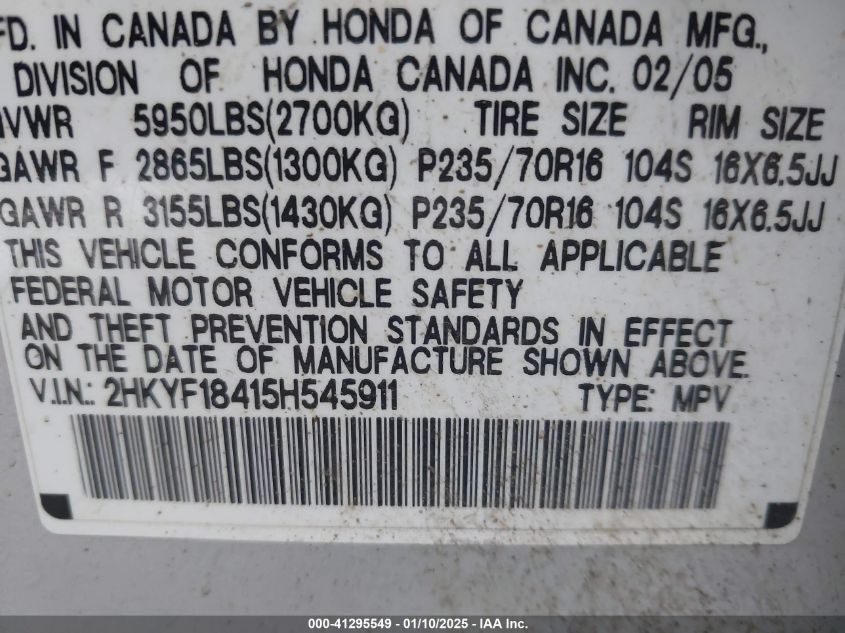 FD. IN CANADA BY HONDA OF CANADA MFG.,
DIVISION OF HONDA CANADA INC. 02/05
VWR 5950LBS(2700KG) TIRE SIZE RIM SIZE
GAWR F 2865LBS(1300KG) P235/70R16 104S 16X6.5JJ
GAWR R 3155LBS(1430KG) P235/70R16 104S 16X6.5JJ
THIS VEHICLE CONFORMS TO ALL APPLICABLE
FEDERAL MOTOR VEHICLE SAFETY
AND THEFT PREVENTION STANDARDS IN EFFECT
ON THE DATE OF MANUFACTURE SHOWN ABOVE.
V.I.N.: 2HKYF18415H545911 TYPE: MPV
000-41295549 - 01/10/2025 - IAA Inc.